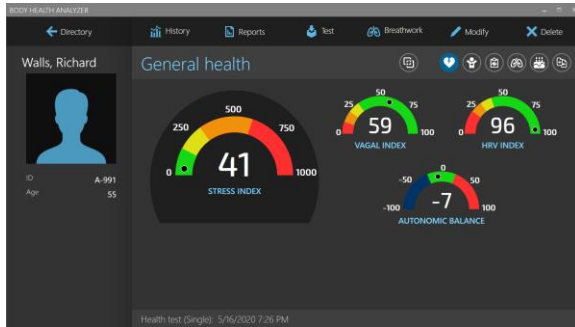 BODY HEALTH ANALYZER
Directory
History
Reports
Test
Breathwork
Modify
Delete
Walls, Richard
ID A-991
Age 55
General health
0 250 500 750 1000
41
STRESS INDEX
0 25 50 75 100
59
VAGAL INDEX
0 25 50 75 100
96
HRV INDEX
-100 -50 0 50 100
-7
AUTONOMIC BALANCE
Health test (Single): 5/16/2020 7:26 PM